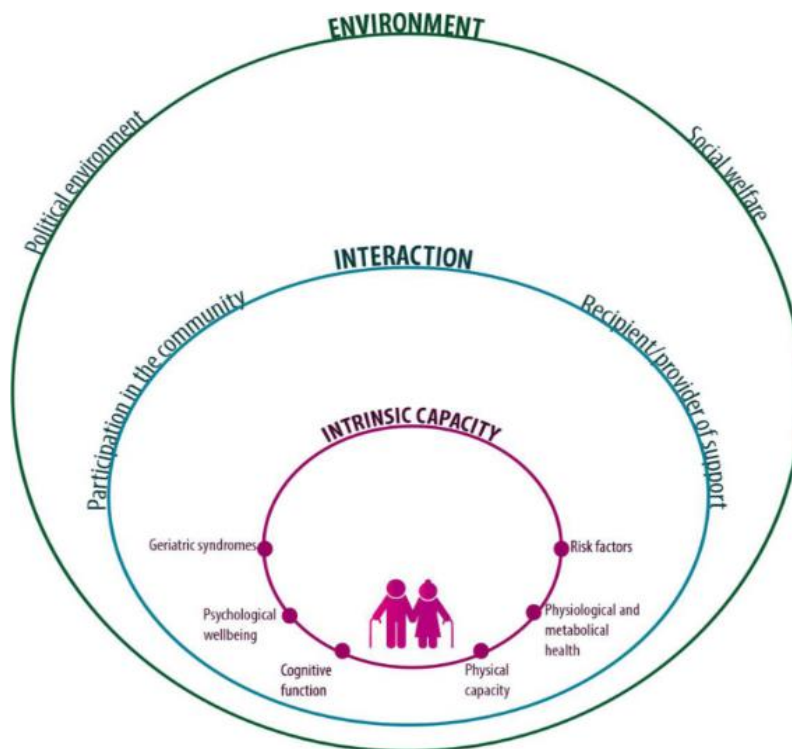 ENVIRONMENT
Political environment
Social welfare
INTERACTION
Participation in the community
Recipient/provider of support
INTRINSIC CAPACITY
Geriatric syndromes
Risk factors
Psychological
wellbeing
Physiological and
metabolical
health
Cognitive
function
Physical
capacity